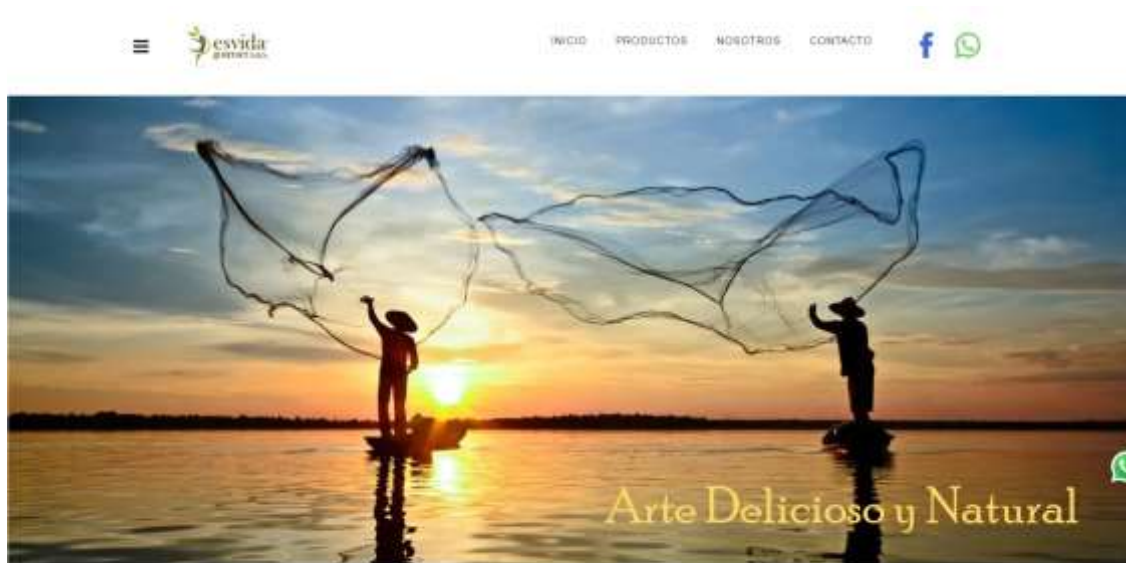 esvida
INICIO PRODUCTOS NOSOTROS CONTACTO
Arte Delicioso y Natural